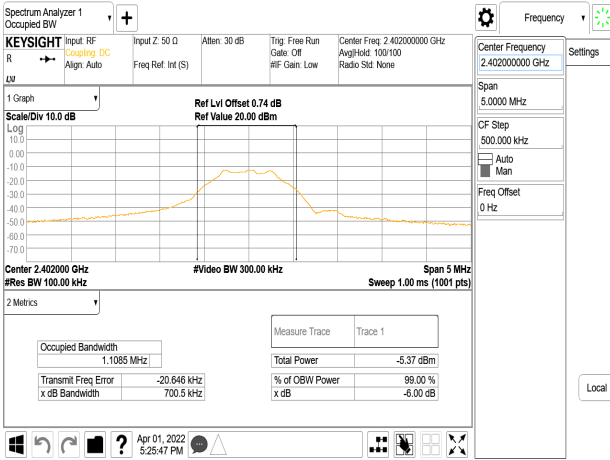 Spectrum Analyzer 1
Occupied BW
+
Frequency
KEYSIGHT
R
LXI
Input: RF
Coupling: DC
Align: Auto
Input Z: 50 Ω
Freq Ref: Int (S)
Atten: 30 dB
Trig: Free Run
Gate: Off
#IF Gain: Low
Center Freq: 2.402000000 GHz
Avg|Hold: 100/100
Radio Std: None
Center Frequency
2.402000000 GHz
Settings
Span
5.0000 MHz
CF Step
500.000 kHz
Auto
Man
Freq Offset
0 Hz
Local
1 Graph
Scale/Div 10.0 dB
Ref Lvl Offset 0.74 dB
Ref Value 20.00 dBm
Log
10.0
0.00
-10.0
-20.0
-30.0
-40.0
-50.0
-60.0
-70.0
Center 2.402000 GHz
#Video BW 300.00 kHz
Span 5 MHz
#Res BW 100.00 kHz
Sweep 1.00 ms (1001 pts)
2 Metrics
Measure Trace Trace 1
Occupied Bandwidth
1.1085 MHz
Total Power -5.37 dBm
Transmit Freq Error -20.646 kHz
% of OBW Power 99.00 %
x dB Bandwidth 700.5 kHz
x dB -6.00 dB
?
Apr 01, 2022
5:25:47 PM